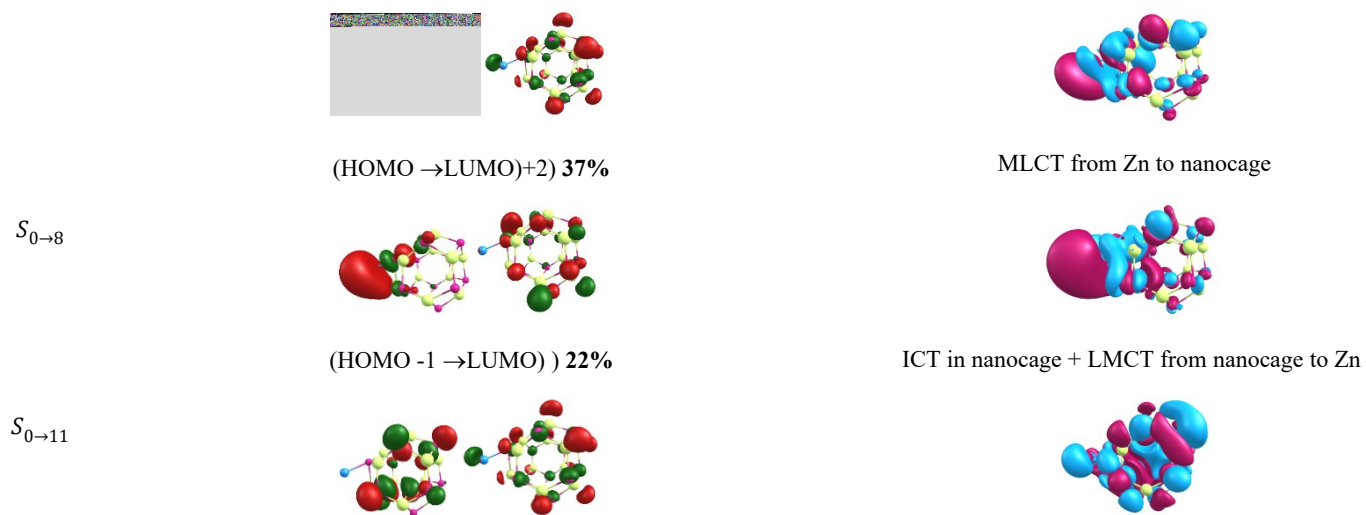 (HOMO →LUMO)+2) 37%
MLCT from Zn to nanocage
S0→8
(HOMO -1 →LUMO) ) 22%
ICT in nanocage + LMCT from nanocage to Zn
S0→11